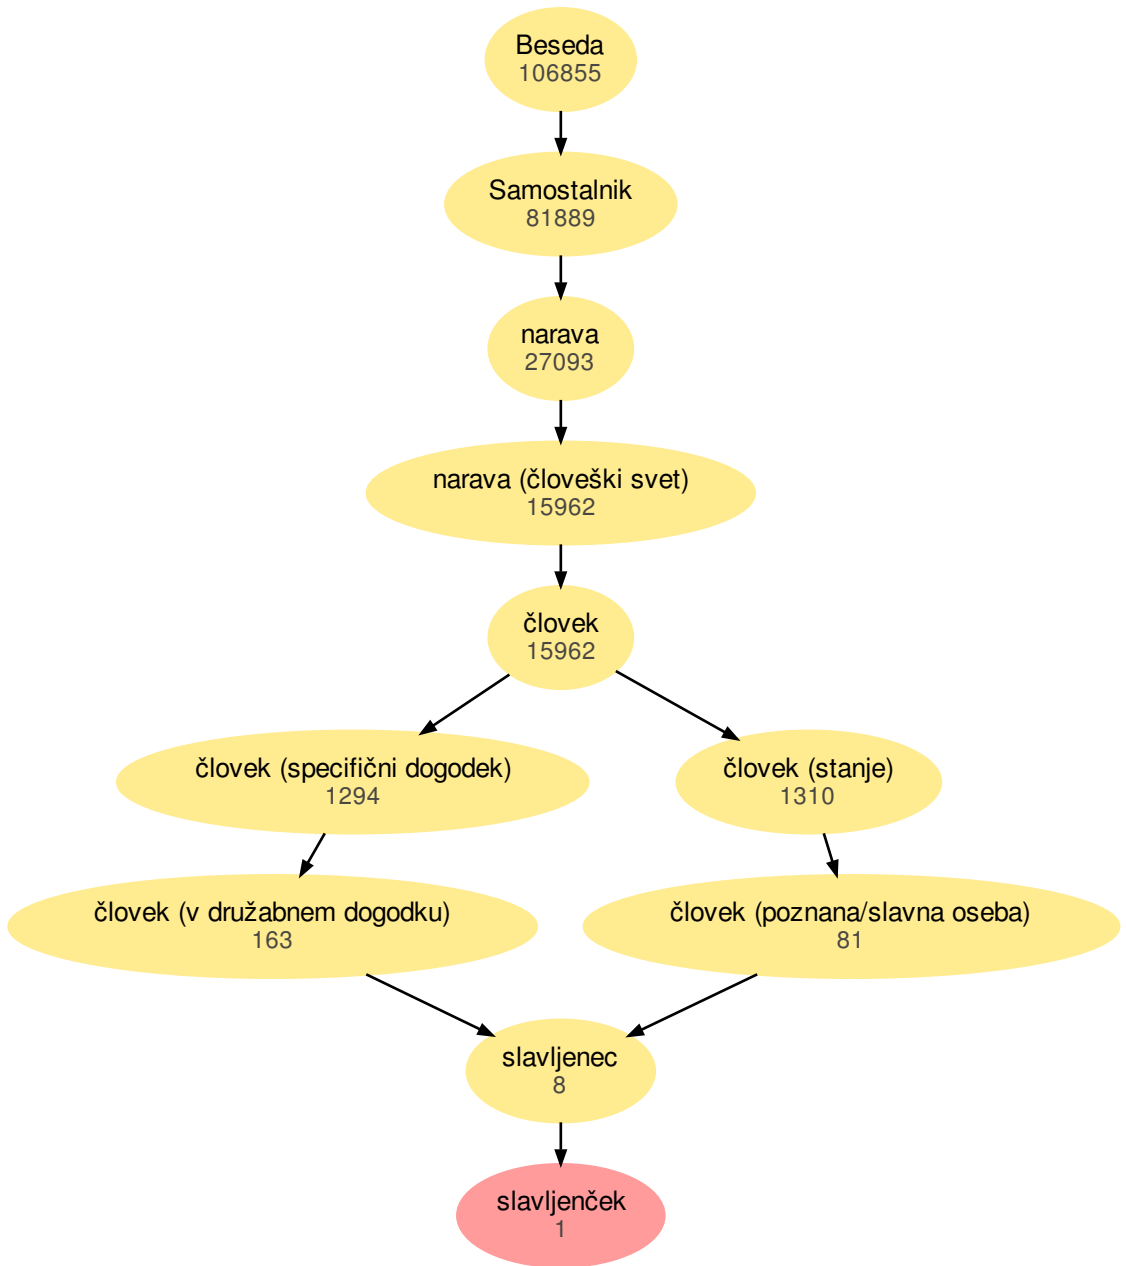 Beseda
106855
Samostalnik
81889
narava
27093
narava (človeški svet)
15962
človek
15962
človek (specifični dogodek)
1294
človek (stanje)
1310
človek (v družabnem dogodku)
163
človek (poznana/slavna oseba)
81
slavljenec
8
slavljenček
1